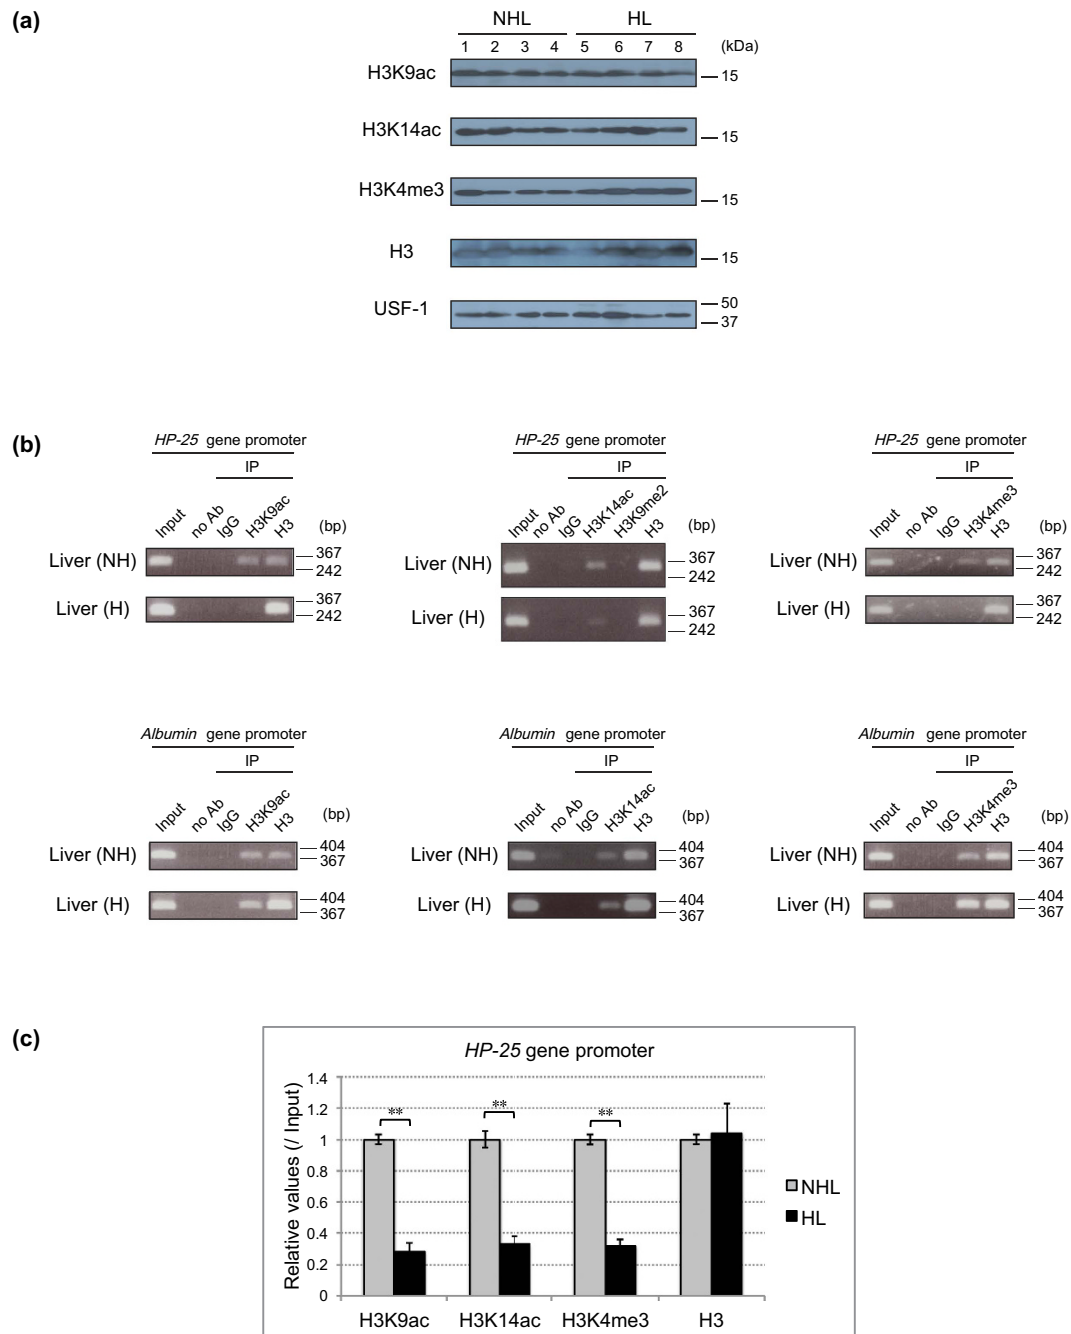 (a)
NHL HL
1 2 3 4 5 6 7 8 (kDa)
H3K9ac 15
H3K14ac 15
H3K4me3 15
H3 15
USF-1 50
37
(b)
HP-25 gene promoter
IP
Input no Ab IgG H3K9ac H3 (bp)
Liver (NH) 367
242
Liver (H) 367
242
HP-25 gene promoter
IP
Input no Ab IgG H3K14ac H3K9me2 H3 (bp)
Liver (NH) 367
242
Liver (H) 367
242
HP-25 gene promoter
IP
Input no Ab IgG H3K4me3 H3 (bp)
Liver (NH) 367
242
Liver (H) 367
242
Albumin gene promoter
IP
Input no Ab IgG H3K9ac H3 (bp)
Liver (NH) 404
367
Liver (H) 404
367
Albumin gene promoter
IP
Input no Ab IgG H3K14ac H3 (bp)
Liver (NH) 404
367
Liver (H) 404
367
Albumin gene promoter
IP
Input no Ab IgG H3K4me3 H3 (bp)
Liver (NH) 404
367
Liver (H) 404
367
(c)
HP-25 gene promoter
Relative values (/ Input)
1.4
1.2
1
0.8
0.6
0.4
0.2
0
** ** **
H3K9ac H3K14ac H3K4me3 H3
NHL
HL